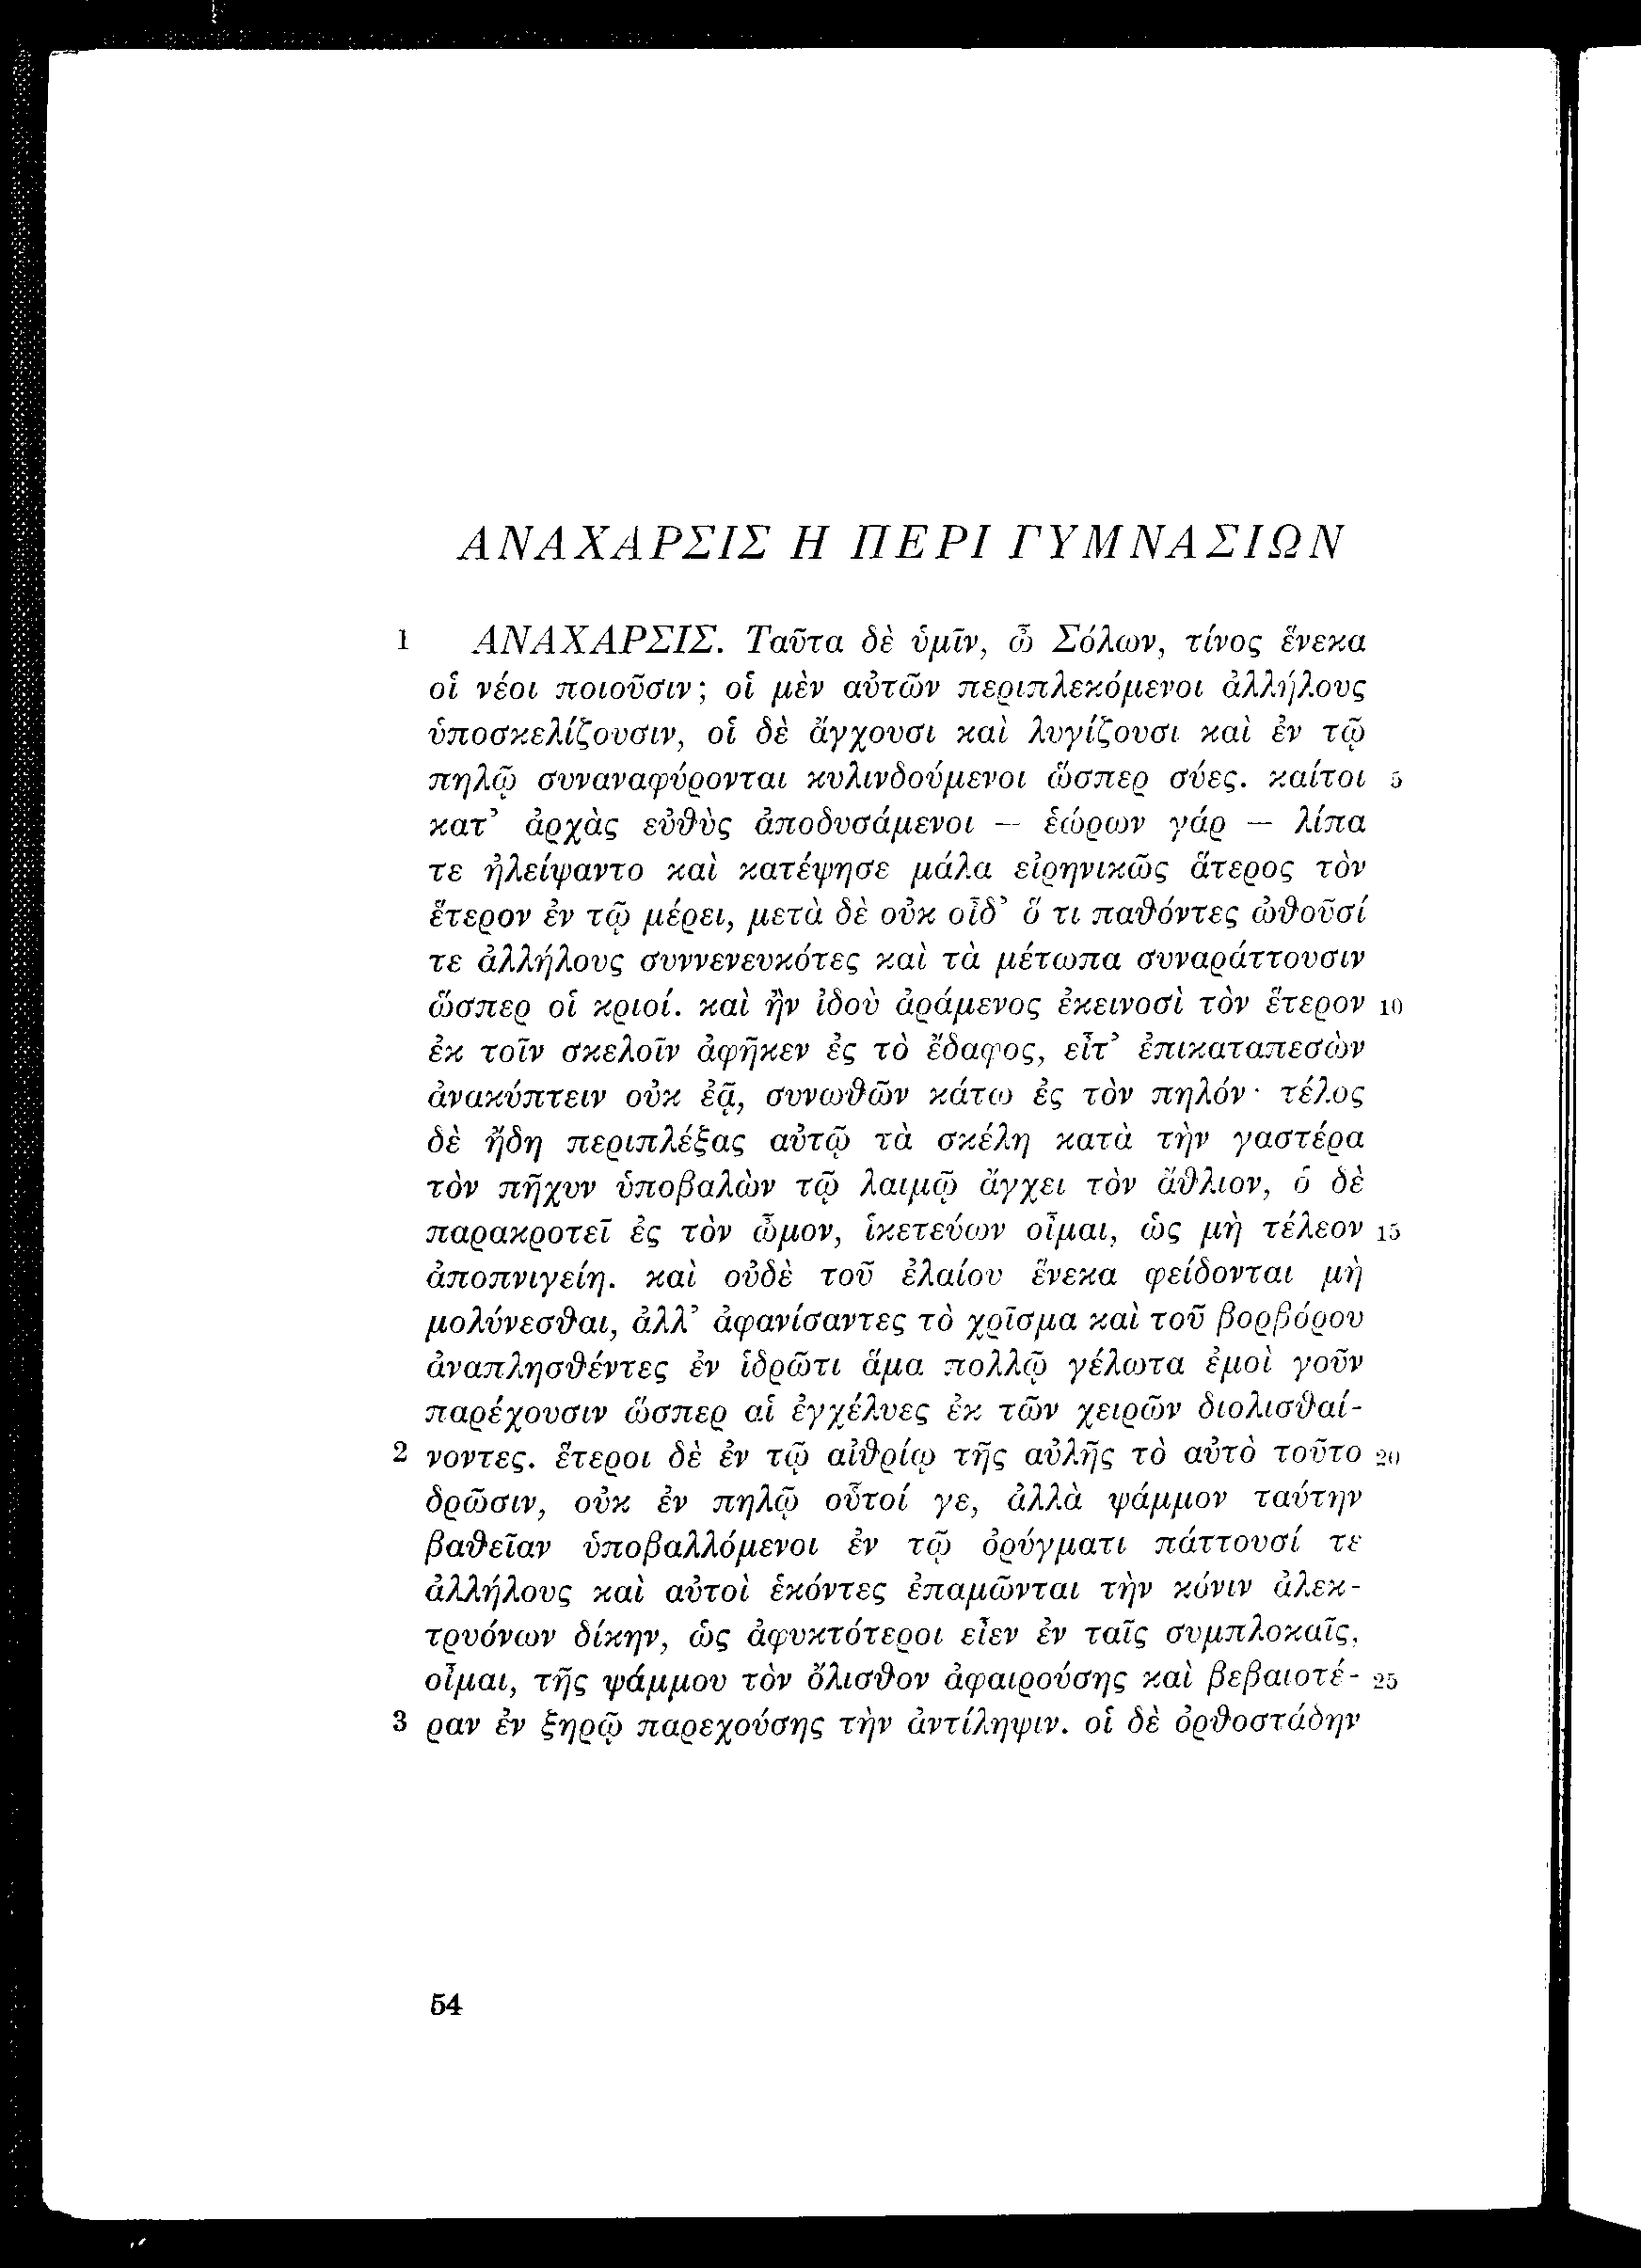 ΑΝΑΧΑΡΣΙΣ Η ΠΕΡΙ ΓΥΜΝΑΣΙΩΝ
1 ΑΝΑΧΑΡΣΙΣ. Ταῦτα δὲ ὑμῖν, ὦ Σόλων, τίνος ἕνεκα
οἱ νέοι ποιοῦσιν; οἱ μὲν αὐτῶν περιπλεκόμενοι ἀλλήλους
ὑποσκελίζουσιν, οἱ δὲ ἄγχουσι καὶ λυγίζουσι καὶ ἐν τῷ
πηλῷ συναναφύρονται κυλινδούμενοι ὥσπερ σύες. καίτοι 5
κατ’ ἀρχὰς εὐθὺς ἀποδυσάμενοι – ἑώρων γάρ – λίπα
τε ἠλείψαντο καὶ κατέψησε μάλα εἰρηνικῶς ἅτερος τὸν
ἕτερον ἐν τῷ μέρει, μετὰ δὲ οὐκ οἶδ’ ὅ τι παθόντες ὠθοῦσί
τε ἀλλήλους συννενευκότες καὶ τὰ μέτωπα συναράττουσιν
ὥσπερ οἱ κριοί. καὶ ἢν ἰδοὺ ἀράμενος ἐκεινοσὶ τὸν ἕτερον 10
ἐκ τοῖν σκελοῖν ἀφῆκεν ἐς τὸ ἔδαφος, εἶτ’ ἐπικαταπεσὼν
ἀνακύπτειν οὐκ ἐᾷ, συνωθῶν κάτω ἐς τὸν πηλόν· τέλος
δὲ ἤδη περιπλέξας αὐτῷ τὰ σκέλη κατὰ τὴν γαστέρα
τὸν πῆχυν ὑποβαλὼν τῷ λαιμῷ ἄγχει τὸν ἄθλιον, ὁ δὲ
παρακροτεῖ ἐς τὸν ὦμον, ἱκετεύων οἶμαι, ὡς μὴ τέλεον 15
ἀποπνιγείη. καὶ οὐδὲ τοῦ ἐλαίου ἕνεκα φείδονται μὴ
μολύνεσθαι, ἀλλ’ ἀφανίσαντες τὸ χρῖσμα καὶ τοῦ βορβόρου
ἀναπλησθέντες ἐν ἱδρῶτι ἅμα πολλῷ γέλωτα ἐμοὶ γοῦν
παρέχουσιν ὥσπερ αἱ ἐγχέλυες ἐκ τῶν χειρῶν διολισθαί-
2 νοντες. ἕτεροι δὲ ἐν τῷ αἰθρίῳ τῆς αὐλῆς τὸ αὐτὸ τοῦτο 20
δρῶσιν, οὐκ ἐν πηλῷ οὗτοί γε, ἀλλὰ ψάμμον ταύτην
βαθεῖαν ὑποβαλλόμενοι ἐν τῷ ὀρύγματι πάττουσί τε
ἀλλήλους καὶ αὐτοὶ ἑκόντες ἐπαμῶνται τὴν κόνιν ἀλεκ-
τρυόνων δίκην, ὡς ἀφυκτότεροι εἶεν ἐν ταῖς συμπλοκαῖς,
οἶμαι, τῆς ψάμμου τὸν ὄλισθον ἀφαιρούσης καὶ βεβαιοτέ- 25
3 ραν ἐν ξηρῷ παρεχούσης τὴν ἀντίληψιν. οἱ δὲ ὀρθοστάδην
54